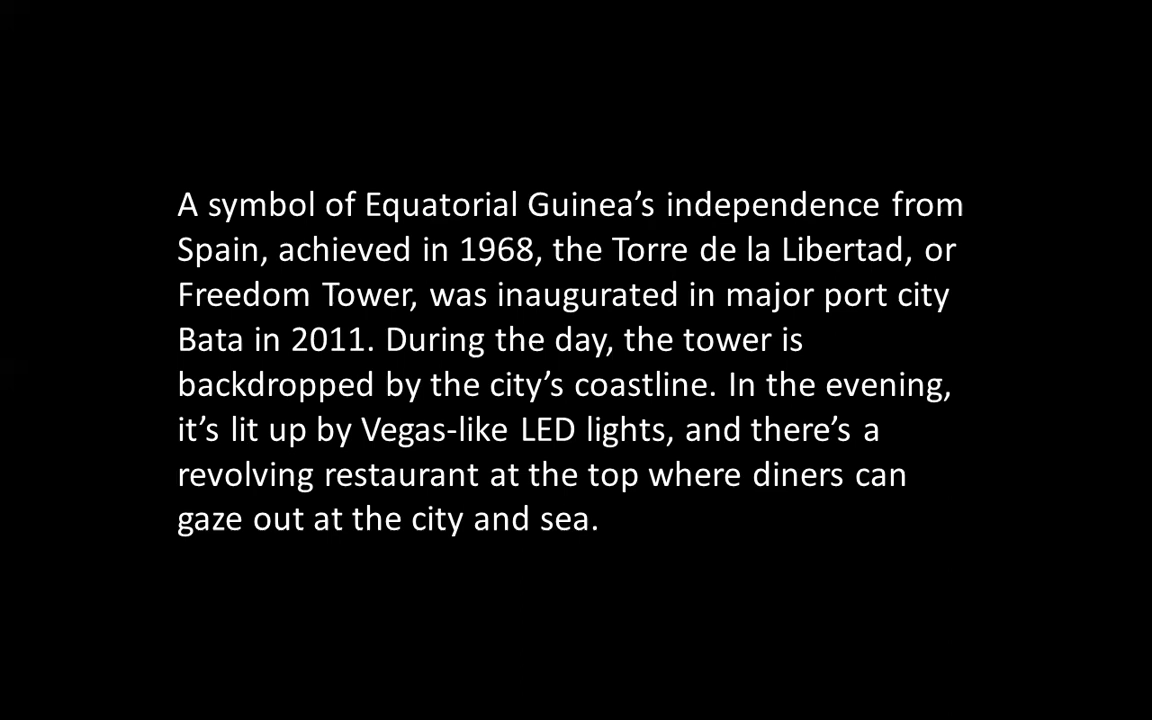 A symbol of Equatorial Guinea’s independence from
Spain, achieved in 1968, the Torre de la Libertad, or
Freedom Tower, was inaugurated in major port city
Bata in 2011. During the day, the tower is
backdropped by the city’s coastline. In the evening,
it’s lit up by Vegas-like LED lights, and there’s a
revolving restaurant at the top where diners can
gaze out at the city and sea.